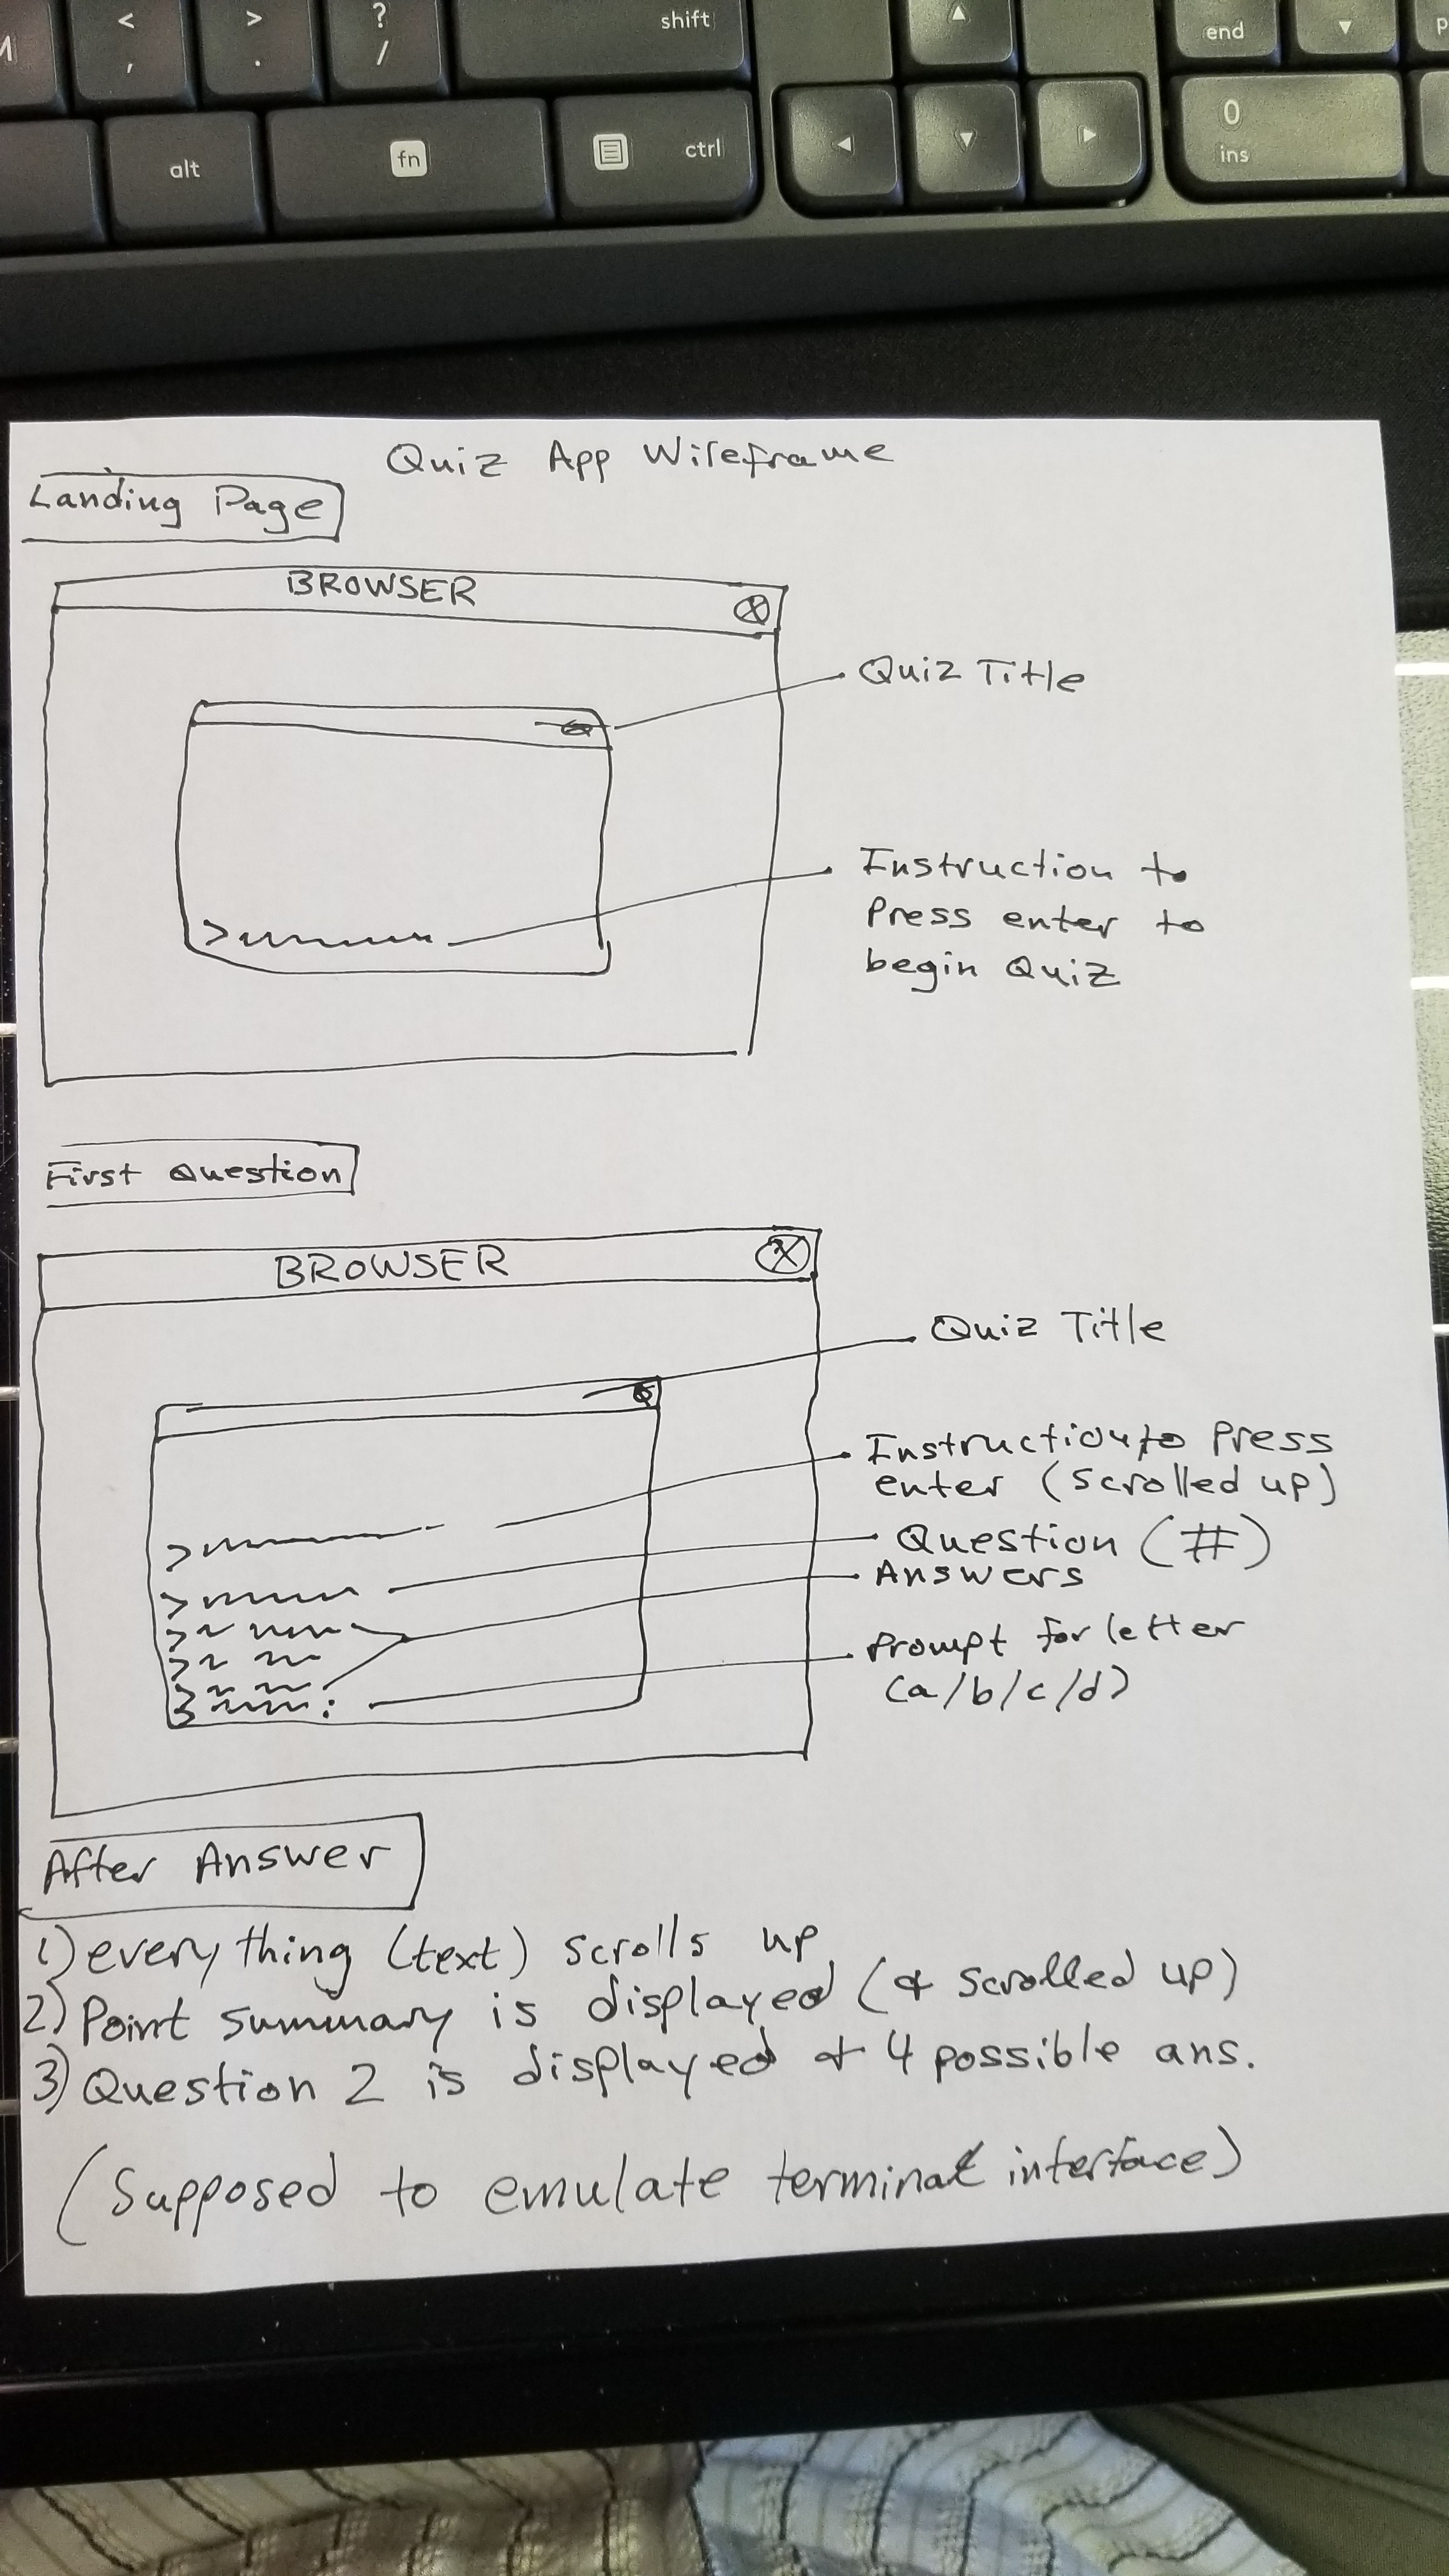 M
<
,
>
.
?
/
shift
end
alt
fn
ctrl
0
ins
Quiz App Wireframe
Landing Page
BROWSER
X
Quiz Title
>
Instruction to
Press enter to
begin Quiz
First Question
BROWSER
X
Quiz Title
Instruction to Press
enter (scrolled up)
>
Question (#)
>
Answers
>
>
Prompt for letter
(a/b/c/d)
:
After Answer
1) everything (text) scrolls up
2) Point summary is displayed (& scrolled up)
3) Question 2 is displayed + 4 possible ans.
(Supposed to emulate terminal interface)